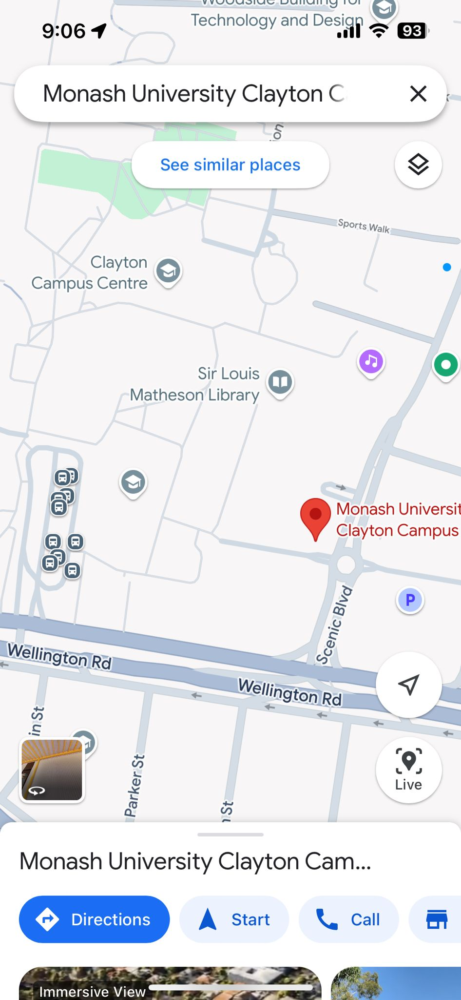 Woodside Building for
Technology and Design
9:06
93
Monash University Clayton C
ion
See similar places
Sports Walk
Clayton
Campus Centre
Sir Louis
Matheson Library
Monash Universit
Clayton Campus
P
Scenic Blvd
Wellington Rd
Wellington Rd
in St
Parker St
n St
Live
Monash University Clayton Cam...
Directions
Start
Call
Immersive View